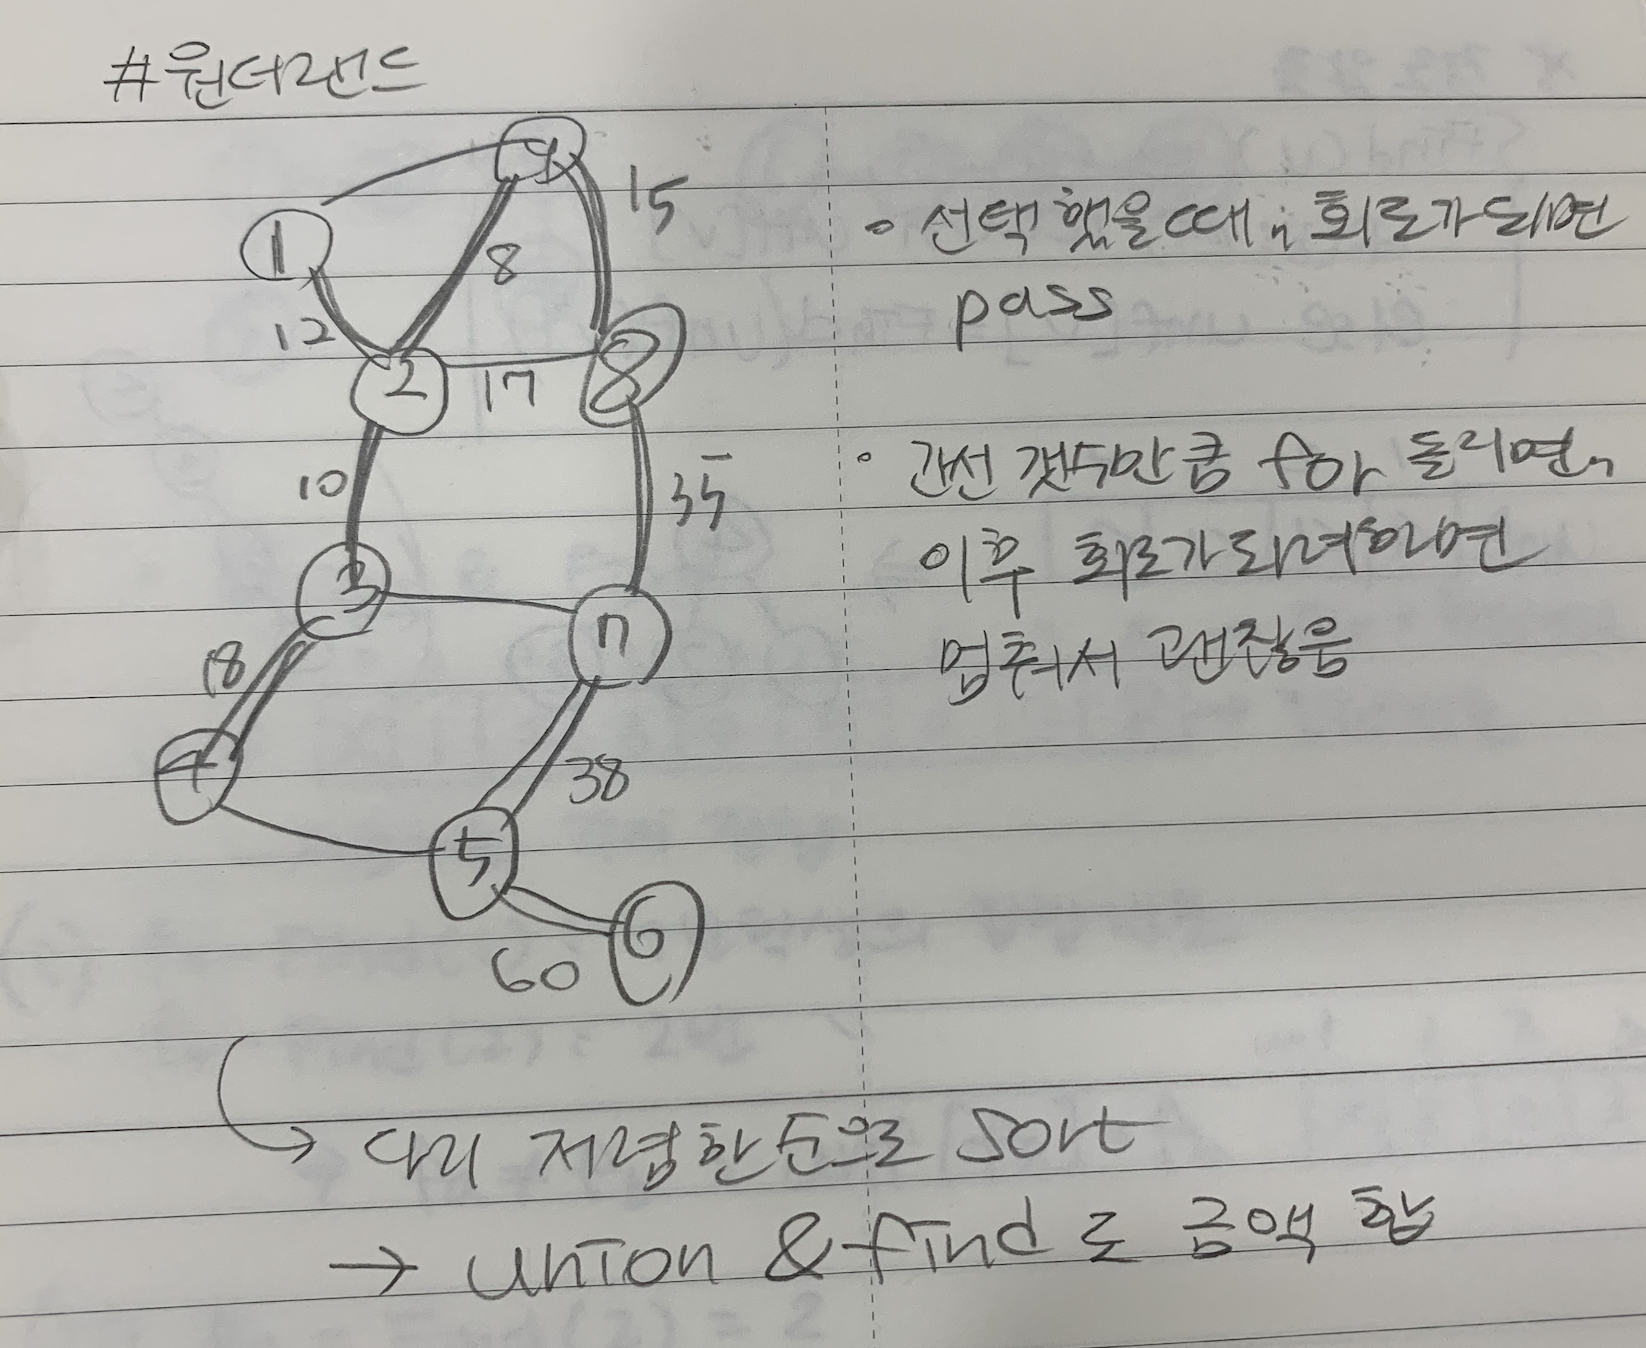 #원더랜드
9
15
1
8
12
2
17
8
10
35
3
7
18
4
38
5
6
60
• 선택했을 때, 회로가 되면
pass
• 간선 갯수만큼 for 돌리면,
이후 회로가 되려하면
멈춰서 괜찮음
→ 다리 저렴한 순으로 Sort
→ union & find 로 금액 합